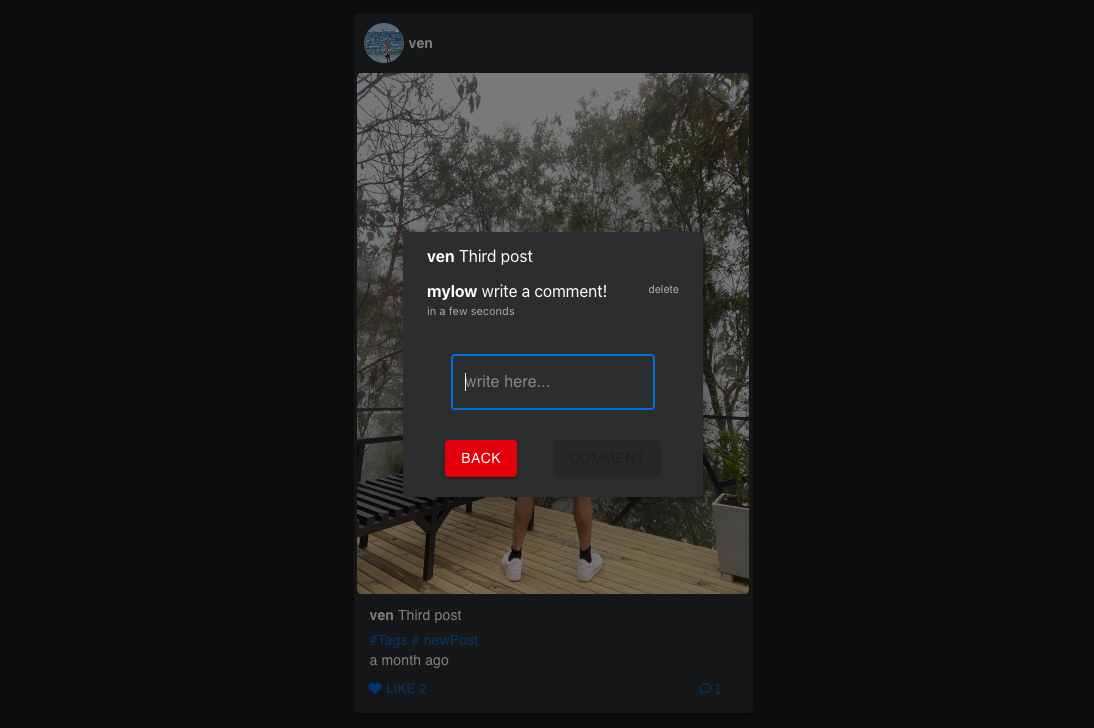 ven
ven Third post
mylow write a comment! delete
in a few seconds
write here...
BACK COMMENT
ven Third post
#Tags # newPost
a month ago
LIKE 2 1